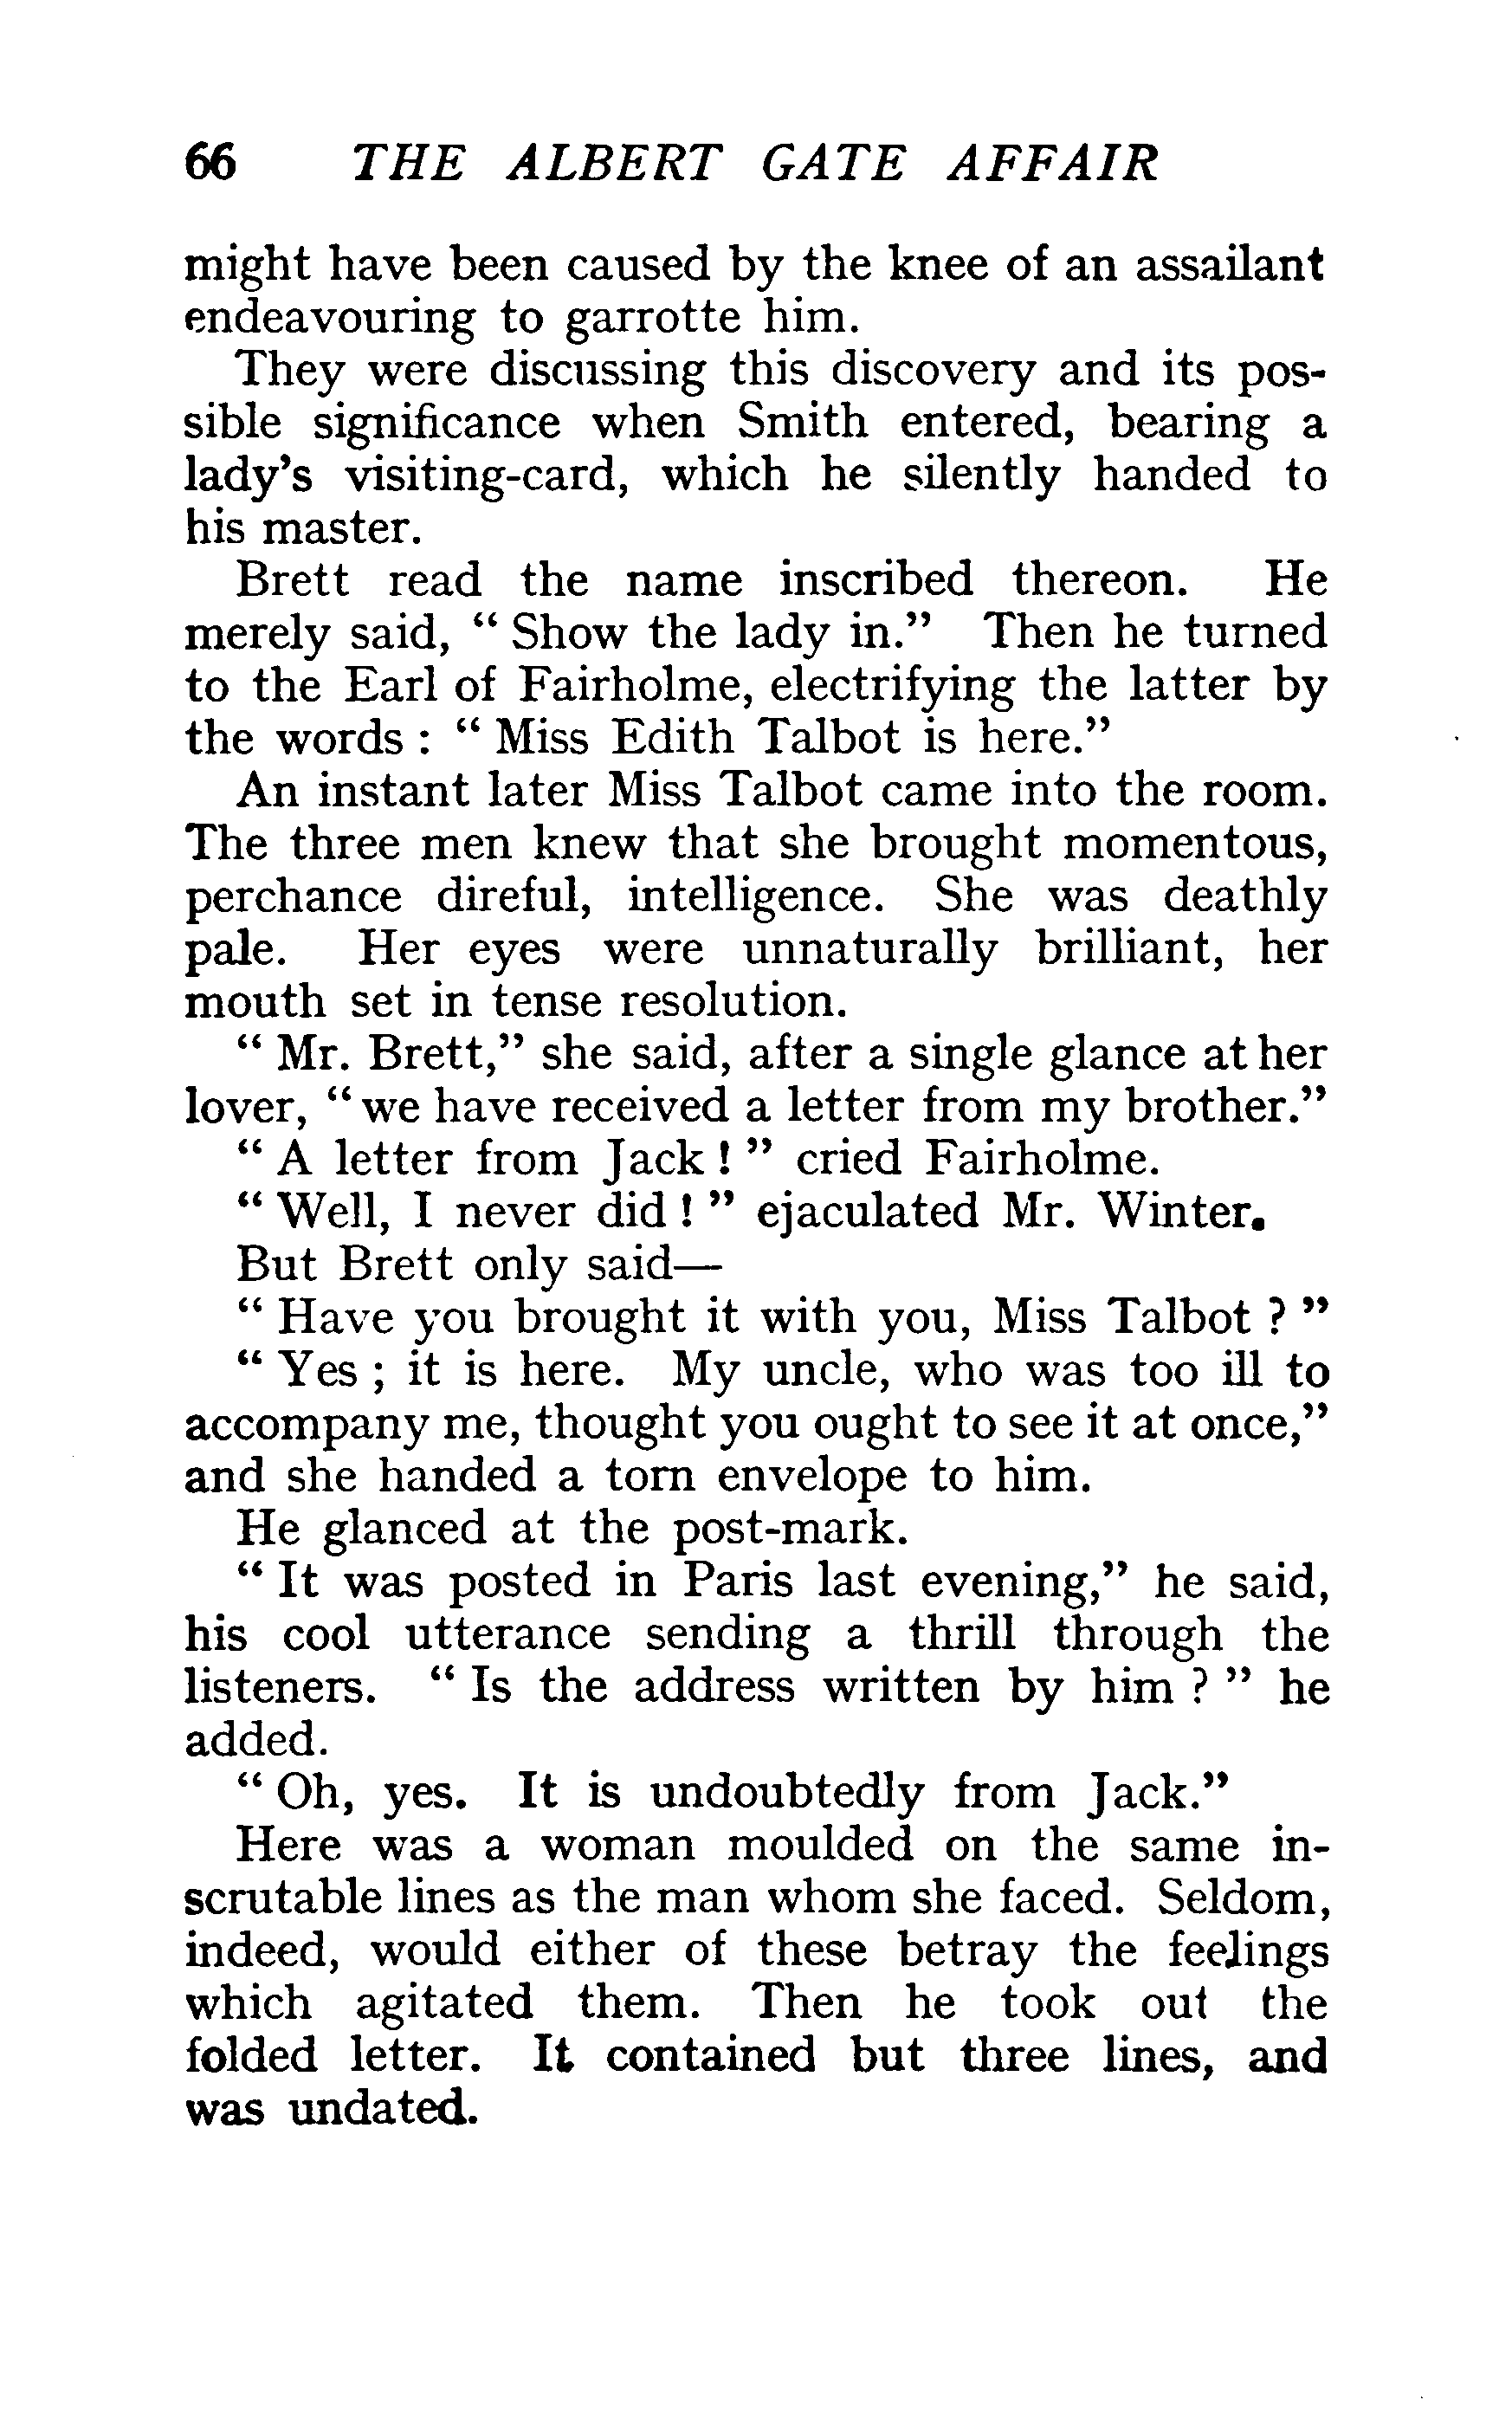 66 THE ALBERT GATE AFFAIR
might have been caused by the knee of an assailant
endeavouring to garrotte him.
They were discussing this discovery and its pos-
sible significance when Smith entered, bearing a
lady's visiting-card, which he silently handed to
his master.
Brett read the name inscribed thereon. He
merely said, “ Show the lady in.” Then he turned
to the Earl of Fairholme, electrifying the latter by
the words : “ Miss Edith Talbot is here.”
An instant later Miss Talbot came into the room.
The three men knew that she brought momentous,
perchance direful, intelligence. She was deathly
pale. Her eyes were unnaturally brilliant, her
mouth set in tense resolution.
“ Mr. Brett,” she said, after a single glance at her
lover, “ we have received a letter from my brother.”
“ A letter from Jack ! ” cried Fairholme.
“ Well, I never did ! ” ejaculated Mr. Winter.
But Brett only said—
“ Have you brought it with you, Miss Talbot ? ”
“ Yes ; it is here. My uncle, who was too ill to
accompany me, thought you ought to see it at once,”
and she handed a torn envelope to him.
He glanced at the post-mark.
“ It was posted in Paris last evening,” he said,
his cool utterance sending a thrill through the
listeners. “ Is the address written by him ? ” he
added.
“ Oh, yes. It is undoubtedly from Jack.”
Here was a woman moulded on the same in-
scrutable lines as the man whom she faced. Seldom,
indeed, would either of these betray the feelings
which agitated them. Then he took out the
folded letter. It contained but three lines, and
was undated.